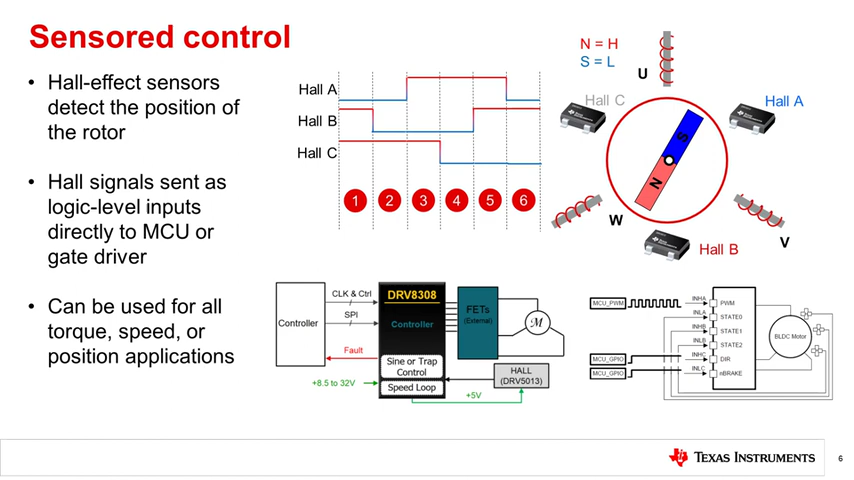 Sensored control
• Hall-effect sensors
detect the position of
the rotor
• Hall signals sent as
logic-level inputs
directly to MCU or
gate driver
• Can be used for all
torque, speed, or
position applications
Hall A
Hall B
Hall C
1 2 3 4 5 6
N = H
S = L
U
Hall C
Hall A
S
N
W
V
Hall B
Controller
CLK & Ctrl
SPI
Fault
+8.5 to 32V
DRV8308
Controller
Sine or Trap
Control
Speed Loop
FETs
(External)
M
HALL
(DRV5013)
+5V
MCU_PWM
MCU_GPIO
MCU_GPIO
INHA
INLA
INHB
INLB
INHC
INLC
PWM
STATE0
STATE1
STATE2
DIR
nBRAKE
BLDC Motor
TEXAS INSTRUMENTS
6